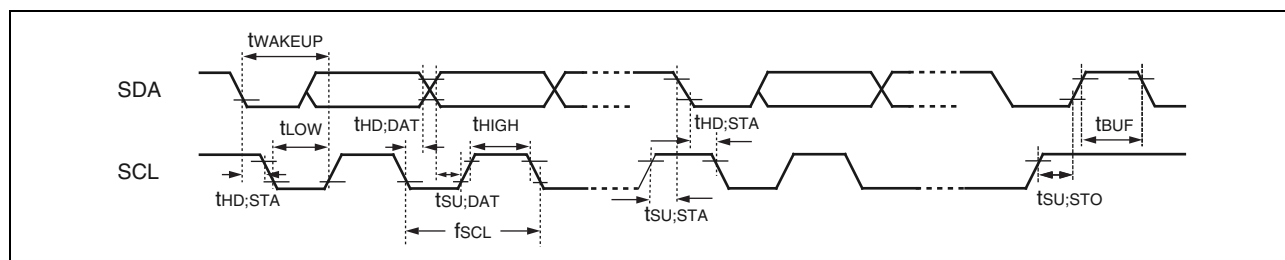 tWAKEUP
SDA
tLOW
tHD;DAT
tHIGH
tHD;STA
tBUF
SCL
tHD;STA
tSU;DAT
tSU;STA
tSU;STO
fSCL